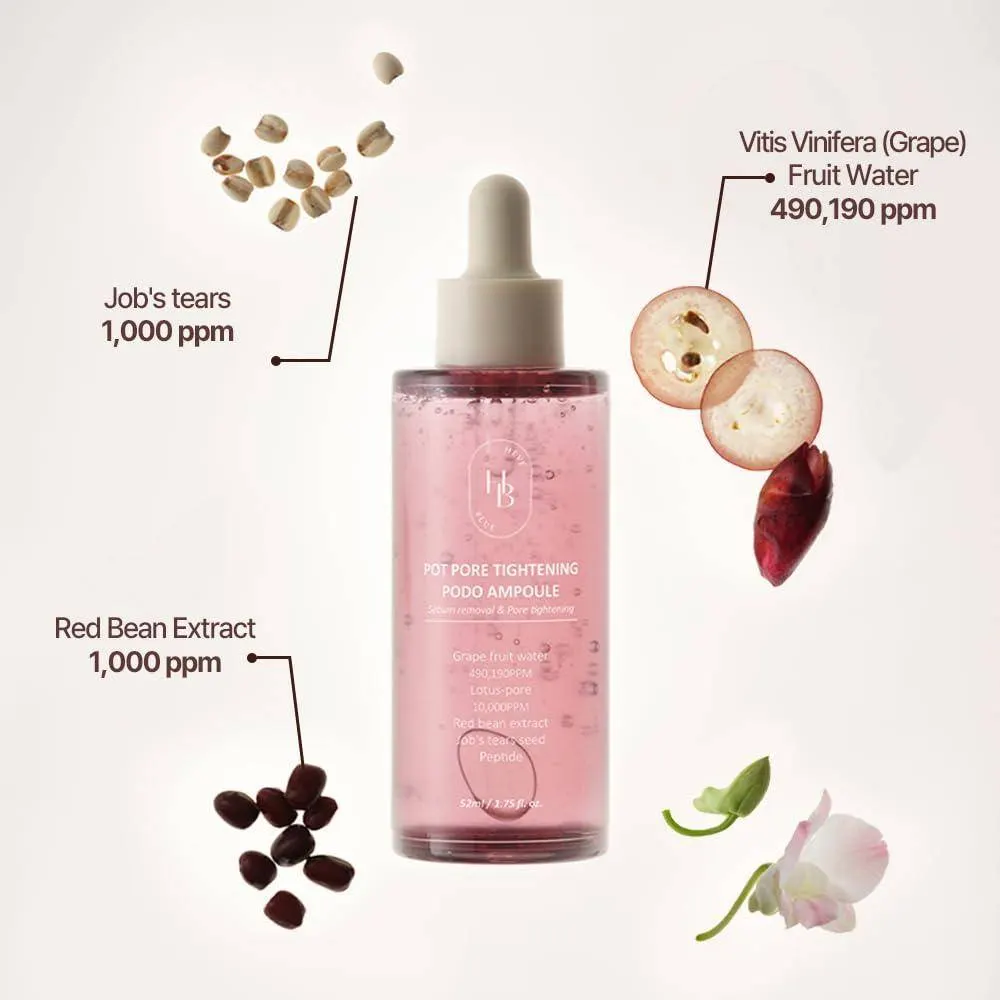 Vitis Vinifera (Grape)
Fruit Water
490,190 ppm
Job's tears
1,000 ppm
HEVE
HB
BLUE
POT PORE TIGHTENING
PODO AMPOULE
Sebum removal & Pore tightening
Grape fruit water
490,190PPM
Lotus-pore
10,000PPM
Red bean extract
Job's tears seed
Peptide
52ml / 1.75 fl. oz.
Red Bean Extract
1,000 ppm